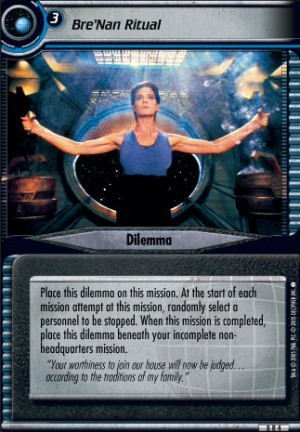 3
Bre'Nan Ritual
Dilemma
Place this dilemma on this mission. At the start of each
mission attempt at this mission, randomly select a
personnel to be stopped. When this mission is completed,
place this dilemma beneath your incomplete non-
headquarters mission.
"Your worthiness to join our house will now be judged…
according to the traditions of my family."